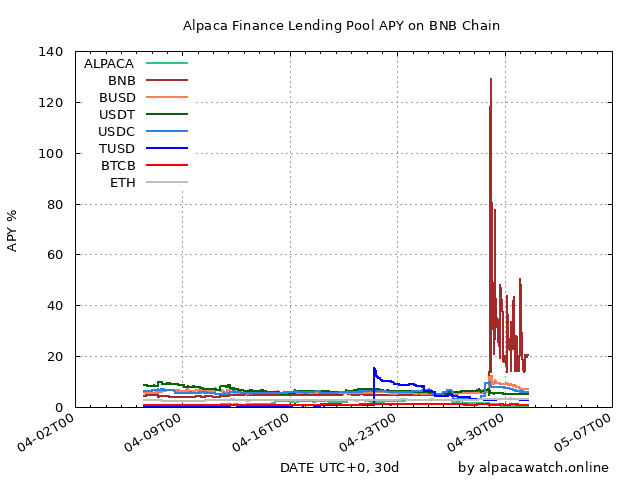 Alpaca Finance Lending Pool APY on BNB Chain
140
120
100
80
60
40
20
0
APY %
ALPACA
BNB
BUSD
USDT
USDC
TUSD
BTCB
ETH
04-02T00
04-09T00
04-16T00
04-23T00
04-30T00
05-07T00
DATE UTC+0, 30d
by alpacawatch.online